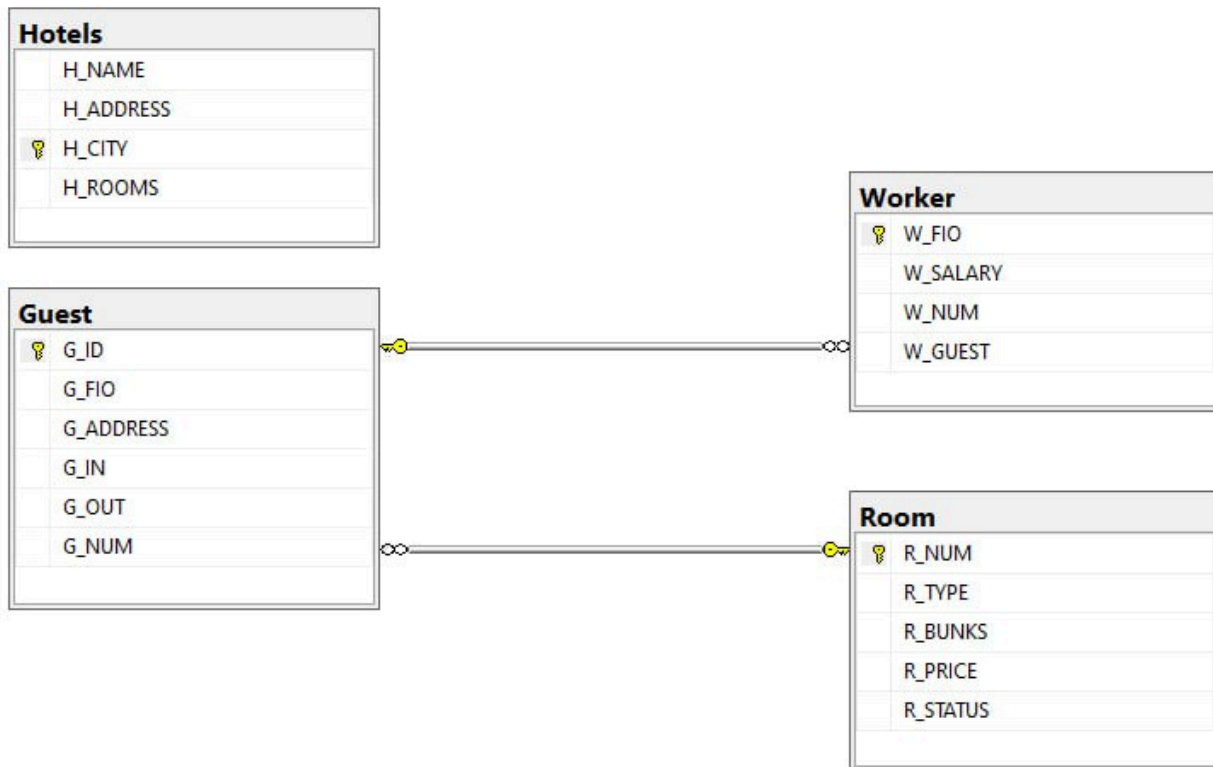 Hotels
H_NAME
H_ADDRESS
H_CITY
H_ROOMS
Guest
G_ID
G_FIO
G_ADDRESS
G_IN
G_OUT
G_NUM
Worker
W_FIO
W_SALARY
W_NUM
W_GUEST
Room
R_NUM
R_TYPE
R_BUNKS
R_PRICE
R_STATUS